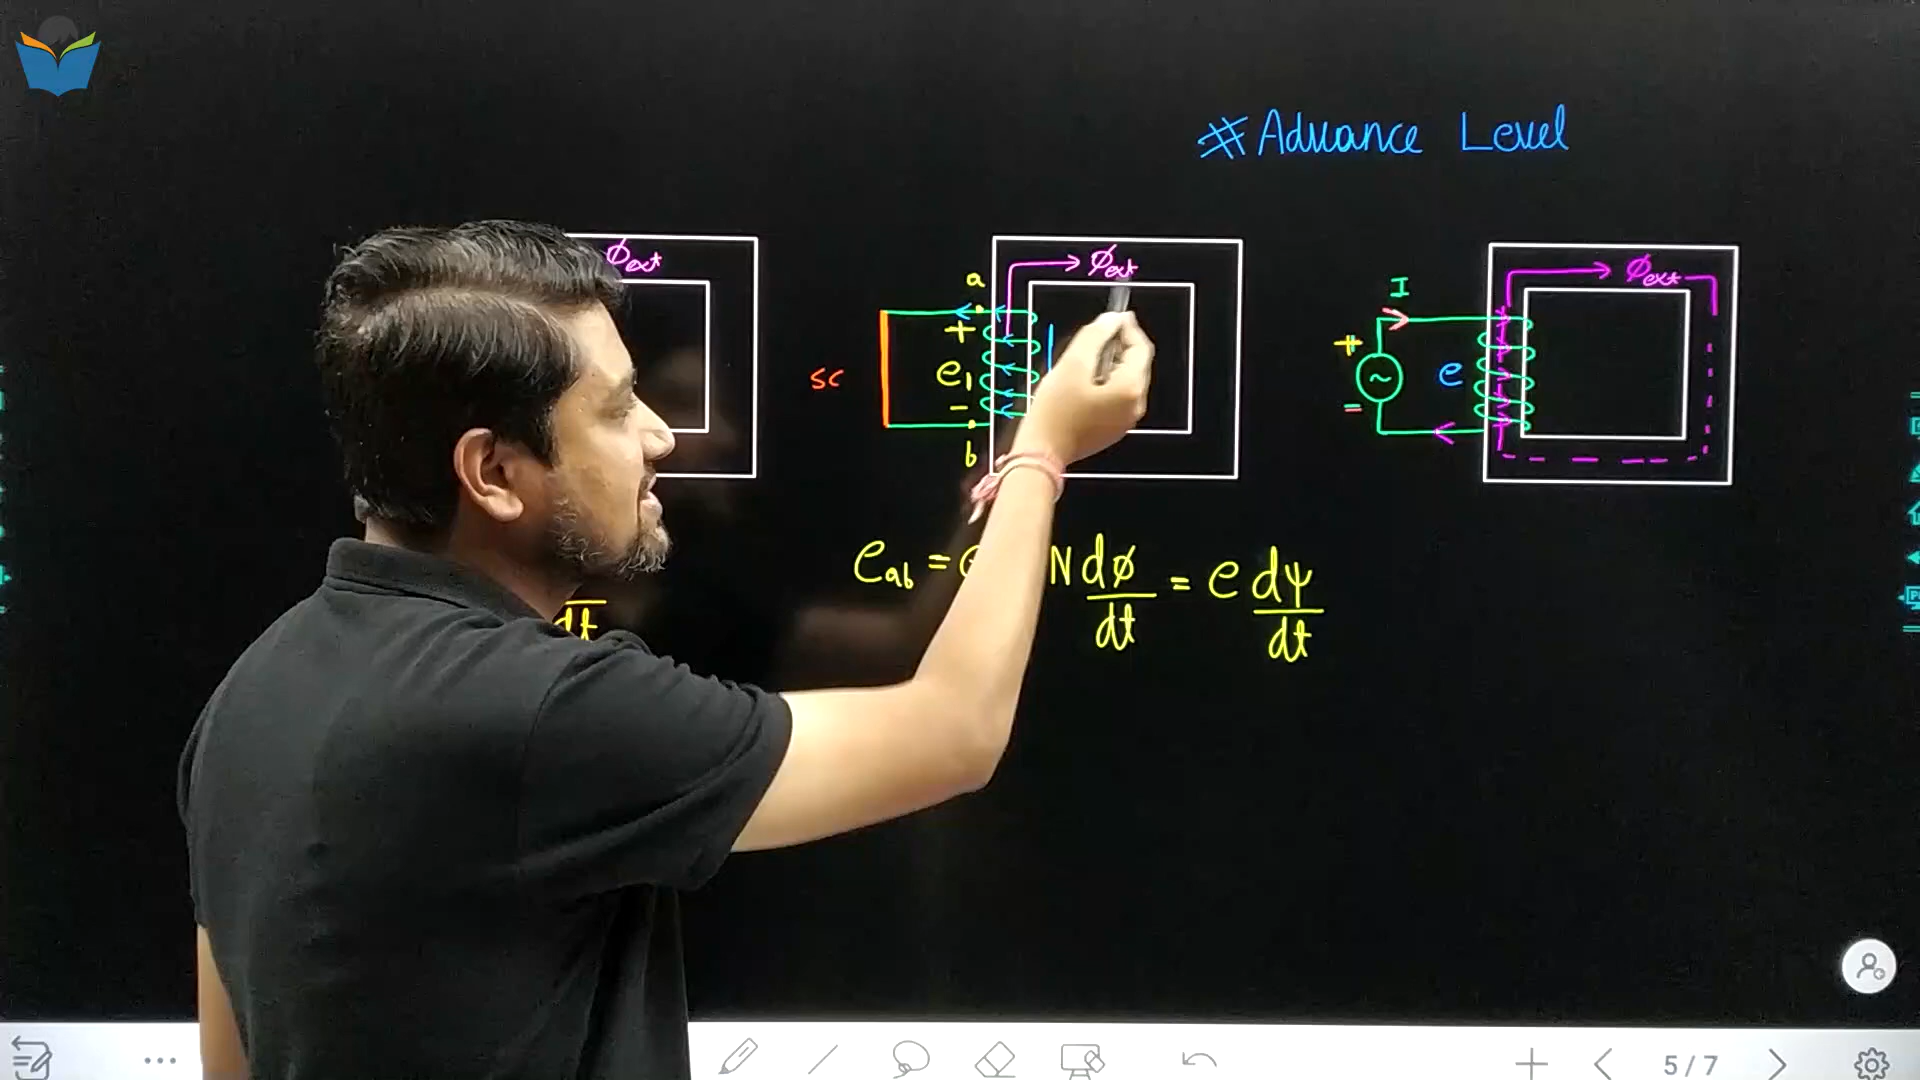 # Advance Level
ϕext
a
ϕext
+
e1
-
b
SC
I
ϕext
+
~
e
=
eab = N dϕ/dt = e dψ/dt
dt
5/7